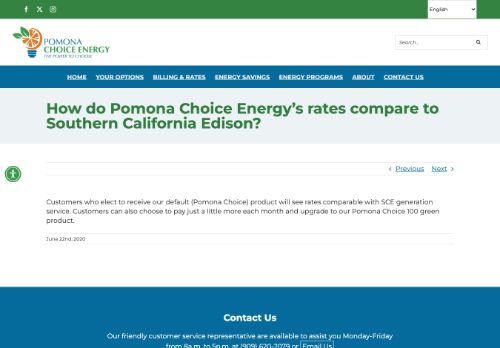 English
POMONA
CHOICE ENERGY
THE POWER TO CHOOSE
Search...
HOME YOUR OPTIONS BILLING & RATES ENERGY SAVINGS ENERGY PROGRAMS ABOUT CONTACT US
How do Pomona Choice Energy's rates compare to
Southern California Edison?
Previous Next
Customers who elect to receive our default (Pomona Choice) product will see rates comparable with SCE generation
service. Customers can also choose to pay just a little more each month and upgrade to our Pomona Choice 100 green
product.
June 22nd, 2020
Contact Us
Our friendly customer service representative are available to assist you Monday-Friday
from 8a.m. to 5p.m. at (909) 620-2079 or Email Us